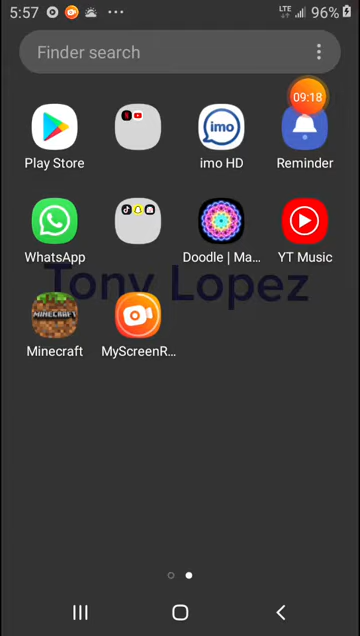 5:57 LTE 96%
Finder search
09:18
Play Store imo HD Reminder
WhatsApp Doodle | Ma... YT Music
Tony Lopez
Minecraft MyScreenR...